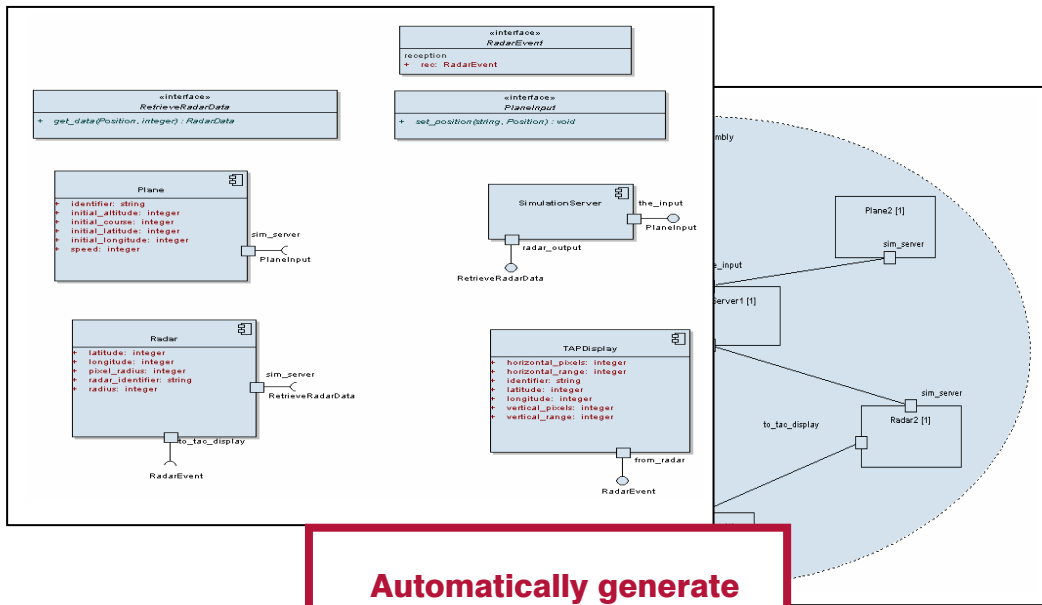 «interface»
RadarEvent
reception
+ rec: RadarEvent
«interface»
RetrieveRadarData
+ get_data(Position, integer) : RadarData
«interface»
PlaneInput
+ set_position(string, Position) : void
Plane
+ identifier: string
+ initial_altitude: integer
+ initial_course: integer
+ initial_latitude: integer
+ initial_longitude: integer
+ speed: integer
sim_server
PlaneInput
SimulationServer
the_input
PlaneInput
radar_output
RetrieveRadarData
Radar
+ latitude: integer
+ longitude: integer
+ pixel_radius: integer
+ radar_identifier: string
+ radius: integer
sim_server
RetrieveRadarData
to_tac_display
RadarEvent
TAPDisplay
+ horizontal_pixels: integer
+ horizontal_range: integer
+ identifier: string
+ latitude: integer
+ longitude: integer
+ vertical_pixels: integer
+ vertical_range: integer
from_radar
RadarEvent
mbly
Plane2 [1]
sim_server
e_input
Server1 [1]
sim_server
Radar2 [1]
to_tac_display
Automatically generate